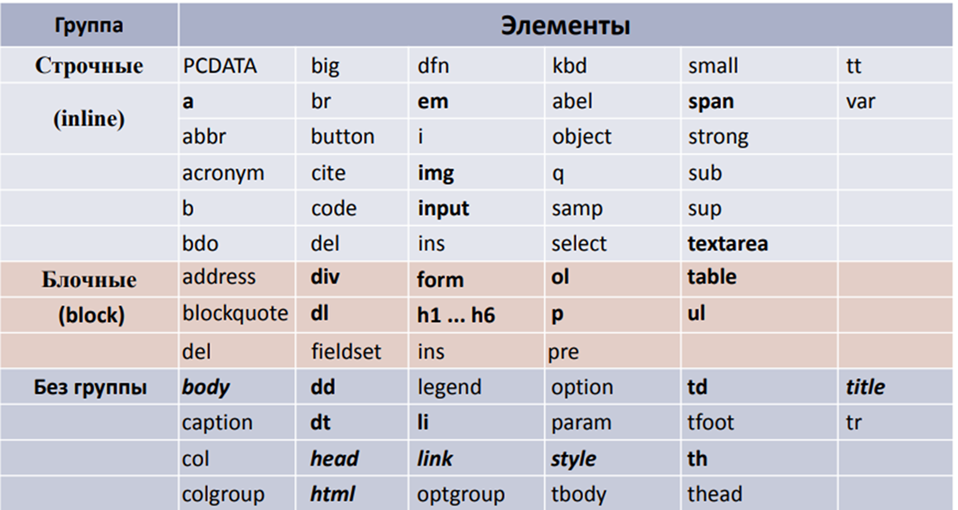 Группа Элементы
Строчные PCDATA big dfn kbd small tt
(inline) a br em abel span var
abbr button i object strong
acronym cite img q sub
b code input samp sup
bdo del ins select textarea
Блочные address div form ol table
(block) blockquote dl h1 ... h6 p ul
del fieldset ins pre
Без группы body dd legend option td title
caption dt li param tfoot tr
col head link style th
colgroup html optgroup tbody thead